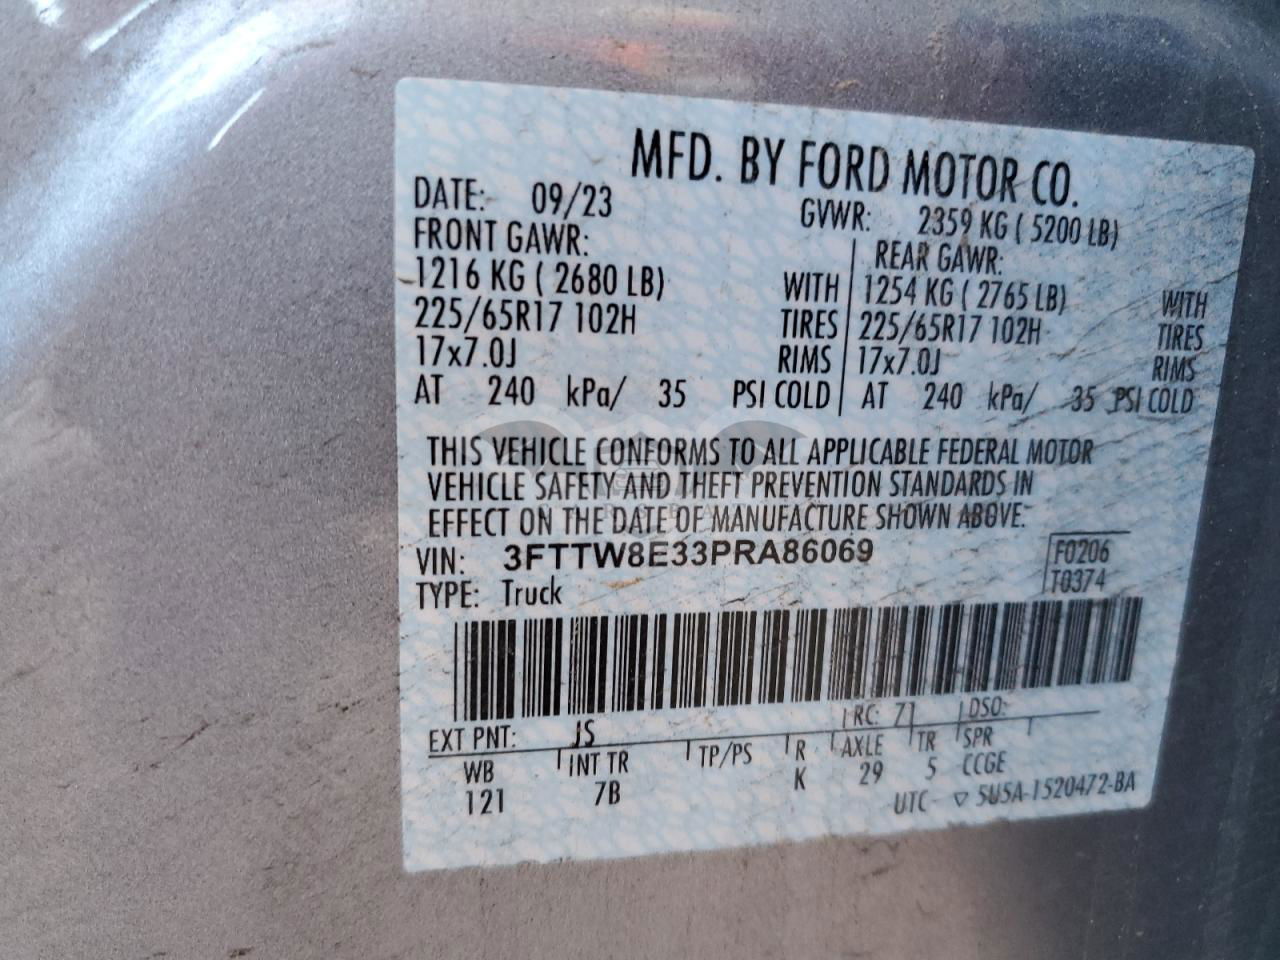 MFD. BY FORD MOTOR CO.
DATE: 09/23 GVWR: 2359 KG ( 5200 LB)
FRONT GAWR: REAR GAWR:
1216 KG ( 2680 LB) WITH 1254 KG ( 2765 LB) WITH
225/65R17 102H TIRES 225/65R17 102H TIRES
17x7.0J RIMS 17x7.0J RIMS
AT 240 kPa/ 35 PSI COLD AT 240 kPa/ 35 PSI COLD
THIS VEHICLE CONFORMS TO ALL APPLICABLE FEDERAL MOTOR
VEHICLE SAFETY AND THEFT PREVENTION STANDARDS IN
EFFECT ON THE DATE OF MANUFACTURE SHOWN ABOVE.
VIN: 3FTTW8E33PRA86069 F0206
TYPE: Truck T0374
EXT PNT: JS RC: 71 DSO:
WB INT TR TP/PS R AXLE TR SPR
121 7B K 29 5 CCGE
UTC ▽ 5U5A-1520472-BA